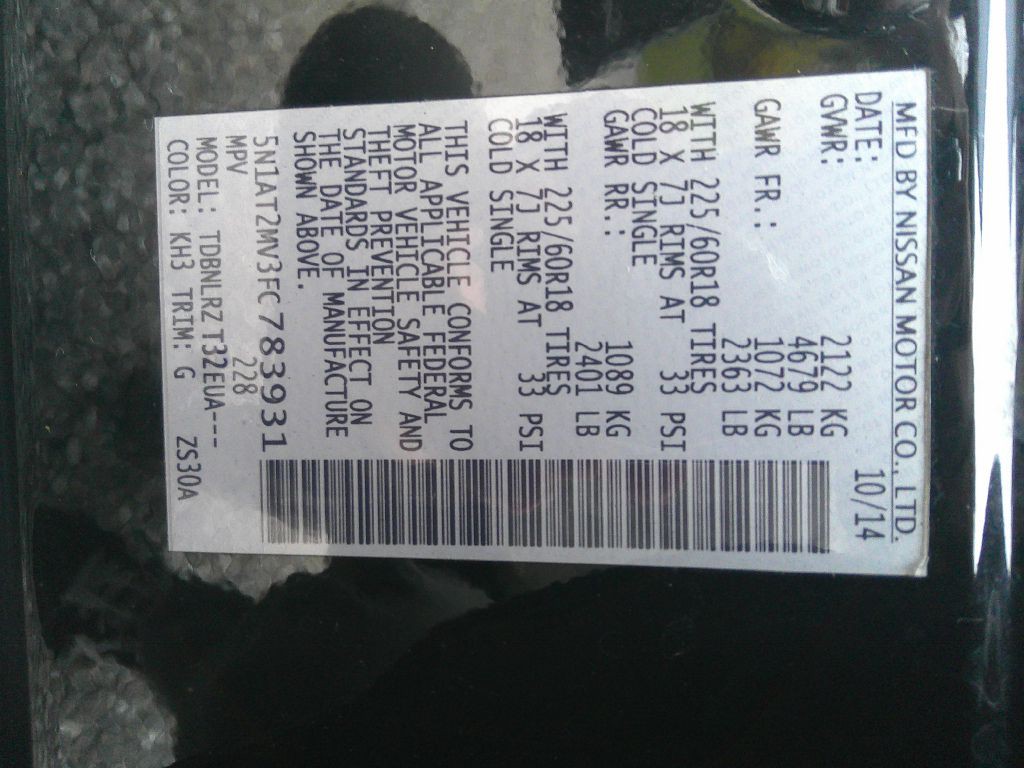 MFD BY NISSAN MOTOR CO., LTD.
DATE: 10/14
GVWR: 2122 KG
4679 LB
GAWR FR.: 1072 KG
2363 LB
WITH 225/60R18 TIRES
18 X 7J RIMS AT 33 PSI
COLD SINGLE
GAWR RR.: 1089 KG
2401 LB
WITH 225/60R18 TIRES
18 X 7J RIMS AT 33 PSI
COLD SINGLE
THIS VEHICLE CONFORMS TO
ALL APPLICABLE FEDERAL
MOTOR VEHICLE SAFETY AND
THEFT PREVENTION
STANDARDS IN EFFECT ON
THE DATE OF MANUFACTURE
SHOWN ABOVE.
5N1AT2MV3FC783931
MPV 228
MODEL: TDBNLRZT32EUA---
COLOR: KH3 TRIM: G ZS30A